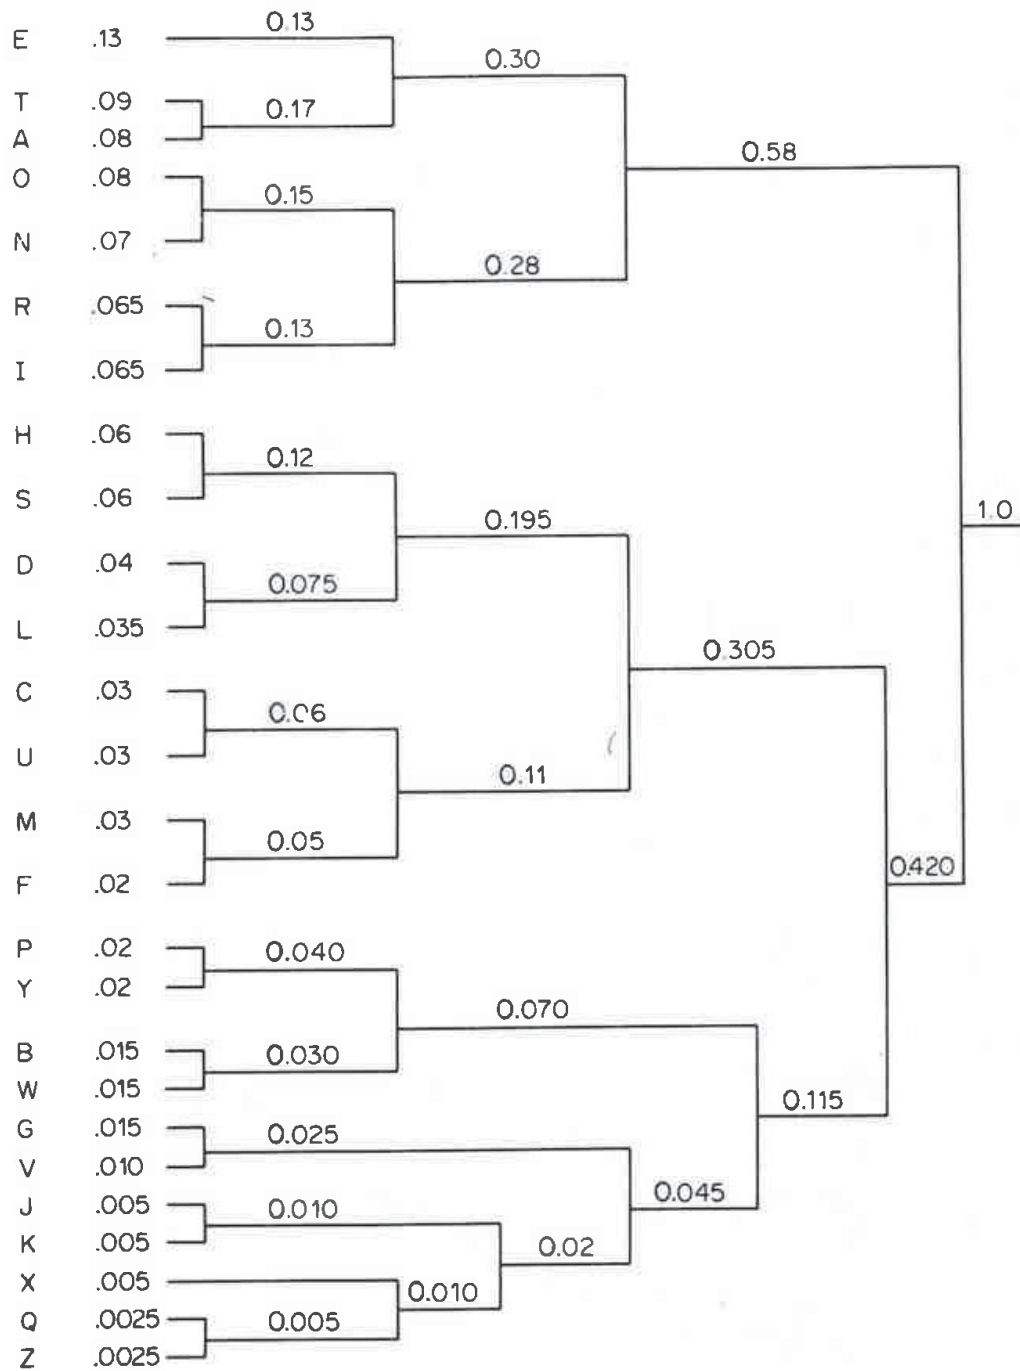 E .13 0.13
0.30
T .09
0.17
A .08
0.58
O .08
0.15
N .07
0.28
R .065
0.13
I .065
H .06
0.12
S .06
1.0
0.195
D .04
0.075
L .035
0.305
C .03
0.06
U .03
0.11
M .03
0.05
F .02
0.420
P .02
0.040
Y .02
0.070
B .015
0.030
W .015
0.115
G .015
0.025
V .010
0.045
J .005
0.010
K .005
0.02
X .005
0.010
Q .0025
0.005
Z .0025